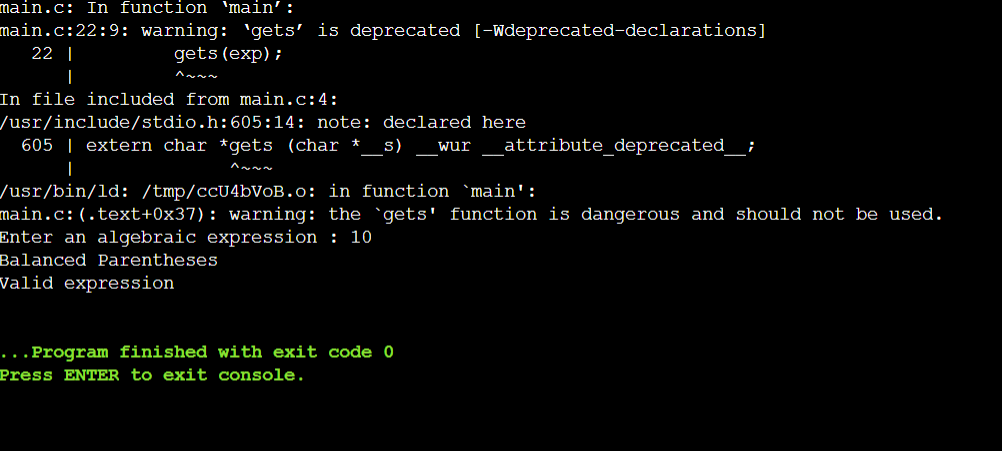 main.c: In function ‘main’:
main.c:22:9: warning: ‘gets’ is deprecated [-Wdeprecated-declarations]
   22 |         gets(exp);
      |         ^~~~
In file included from main.c:4:
/usr/include/stdio.h:605:14: note: declared here
  605 | extern char *gets (char *__s) __wur __attribute_deprecated__;
      |              ^~~~
/usr/bin/ld: /tmp/ccU4bVoB.o: in function `main':
main.c:(.text+0x37): warning: the `gets' function is dangerous and should not be used.
Enter an algebraic expression : 10
Balanced Parentheses
Valid expression
...Program finished with exit code 0
Press ENTER to exit console.